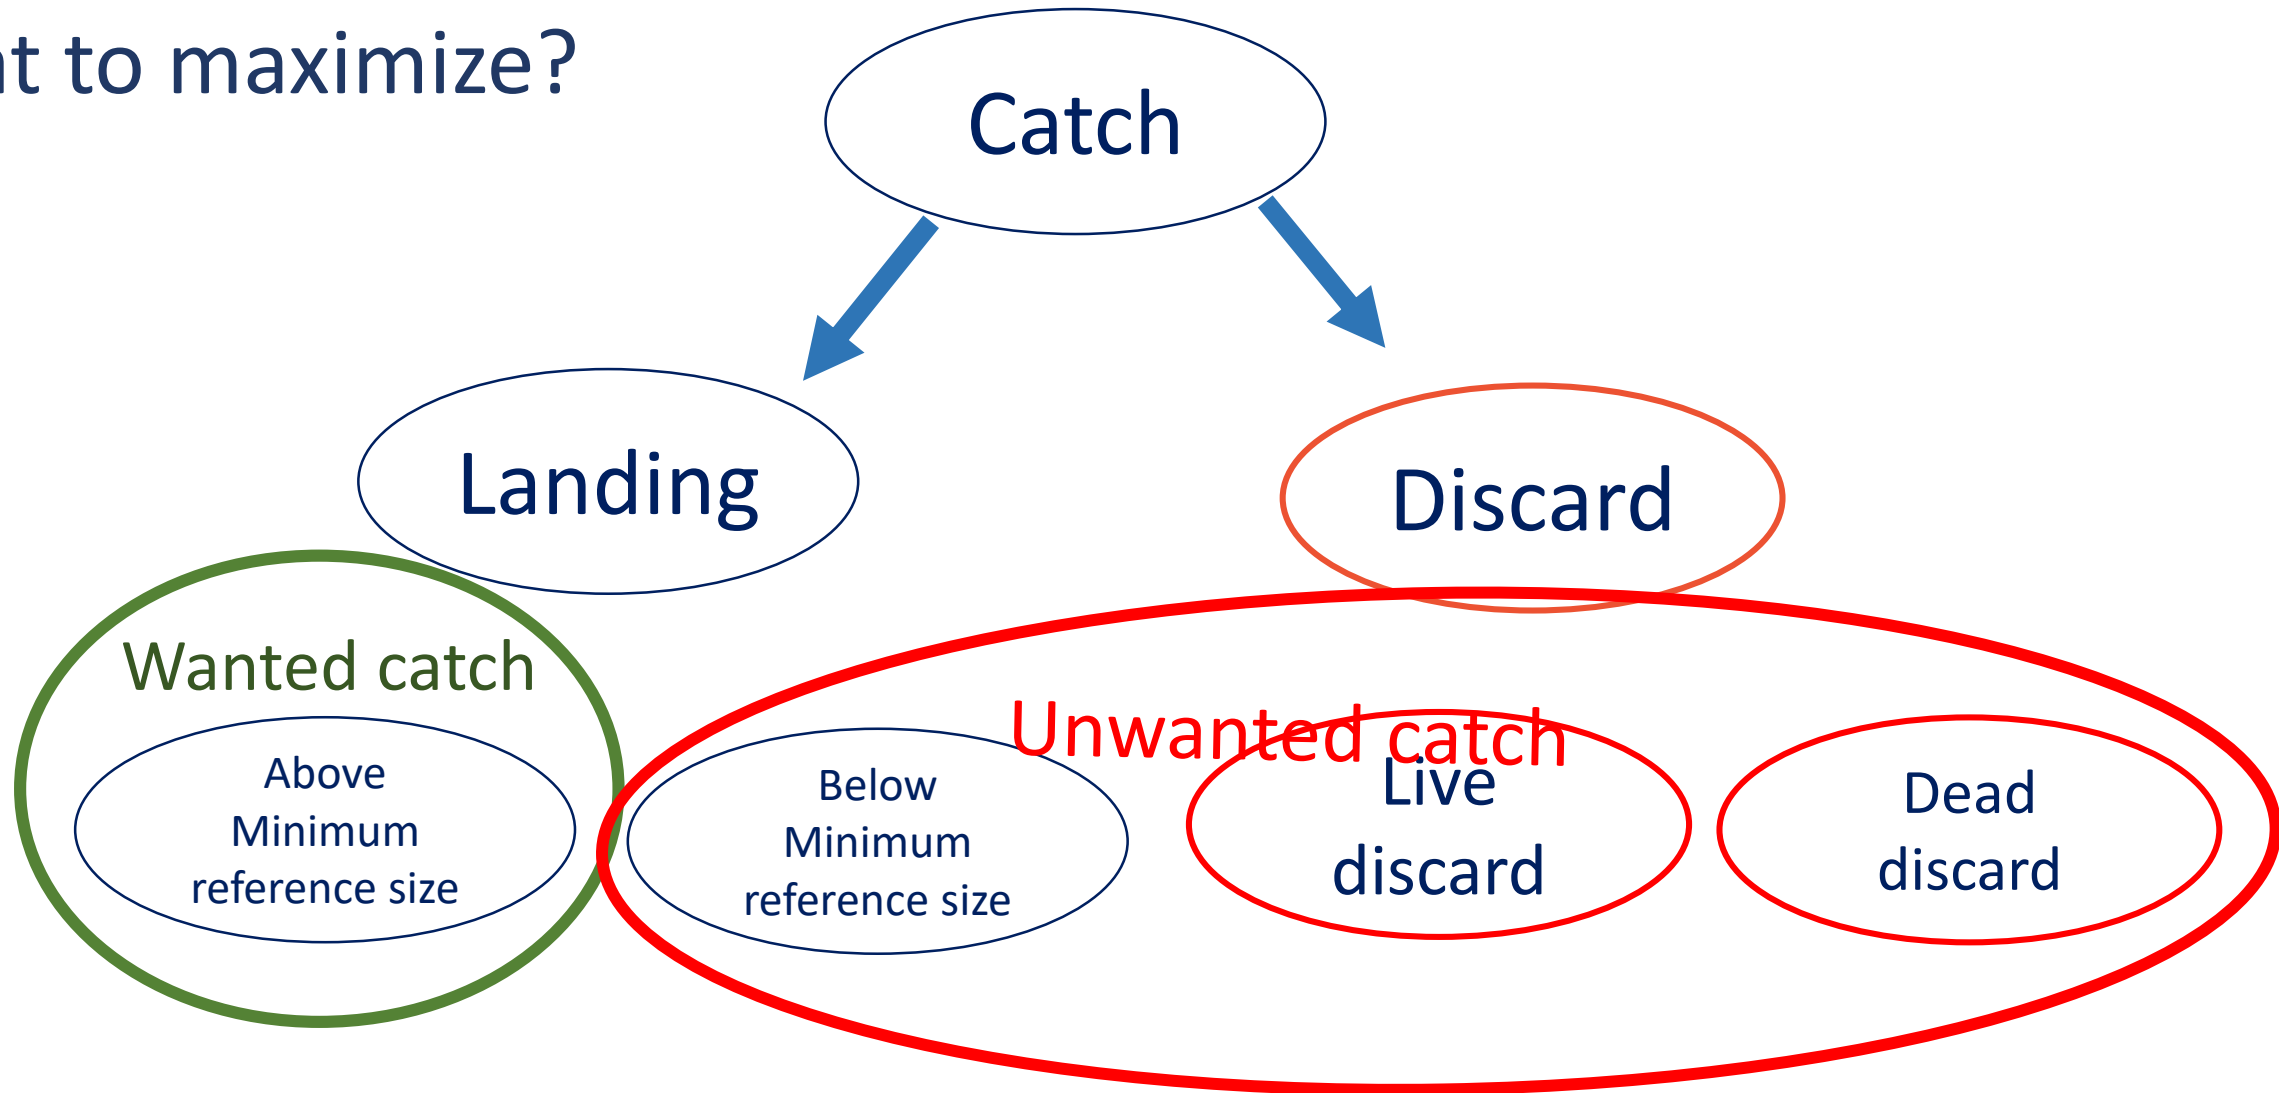 to maximize?
Catch
Landing
Discard
Wanted catch
Unwanted catch
Above
Minimum
reference size
Below
Minimum
reference size
Live
discard
Dead
discard